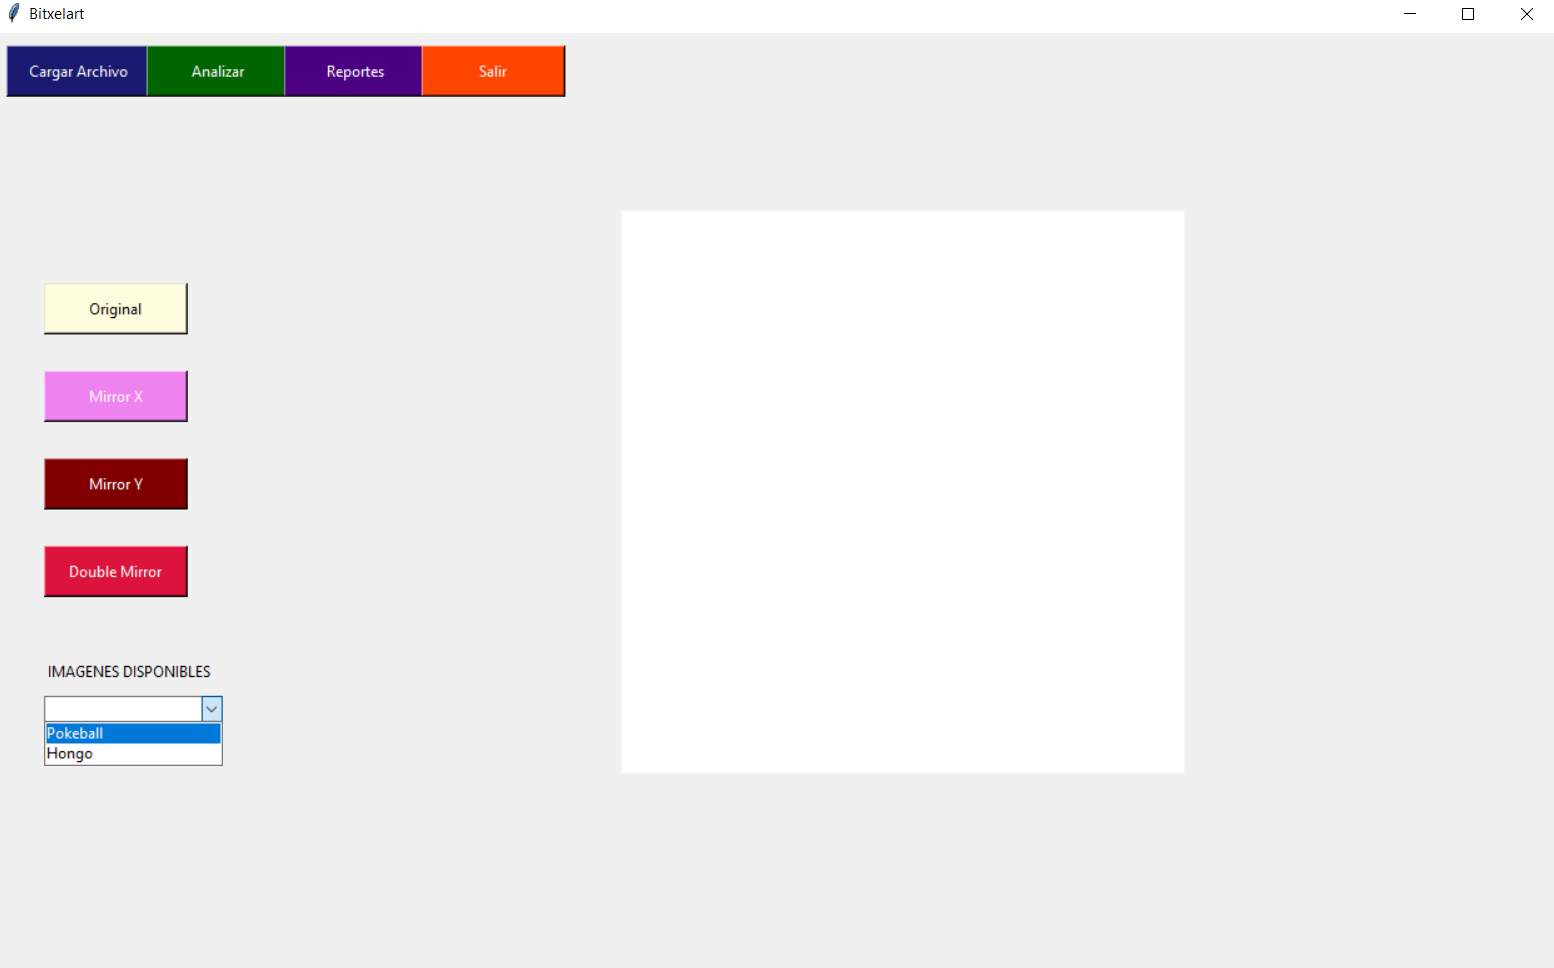 Bitxelart
Cargar Archivo Analizar Reportes Salir
Original
Mirror X
Mirror Y
Double Mirror
IMAGENES DISPONIBLES
Pokeball
Hongo